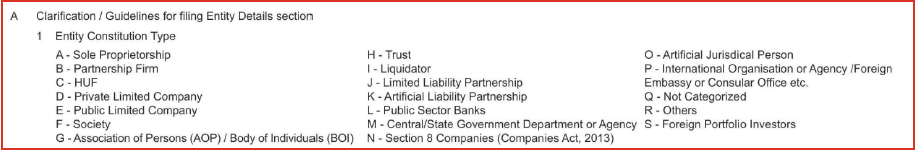 A Clarification / Guidelines for filing Entity Details section
1 Entity Constitution Type
A - Sole Proprietorship
B - Partnership Firm
C - HUF
D - Private Limited Company
E - Public Limited Company
F - Society
G - Association of Persons (AOP) / Body of Individuals (BOI)
H - Trust
I - Liquidator
J - Limited Liability Partnership
K - Artificial Liability Partnership
L - Public Sector Banks
M - Central/State Government Department or Agency
N - Section 8 Companies (Companies Act, 2013)
O - Artificial Jurisdical Person
P - International Organisation or Agency /Foreign
Embassy or Consular Office etc.
Q - Not Categorized
R - Others
S - Foreign Portfolio Investors